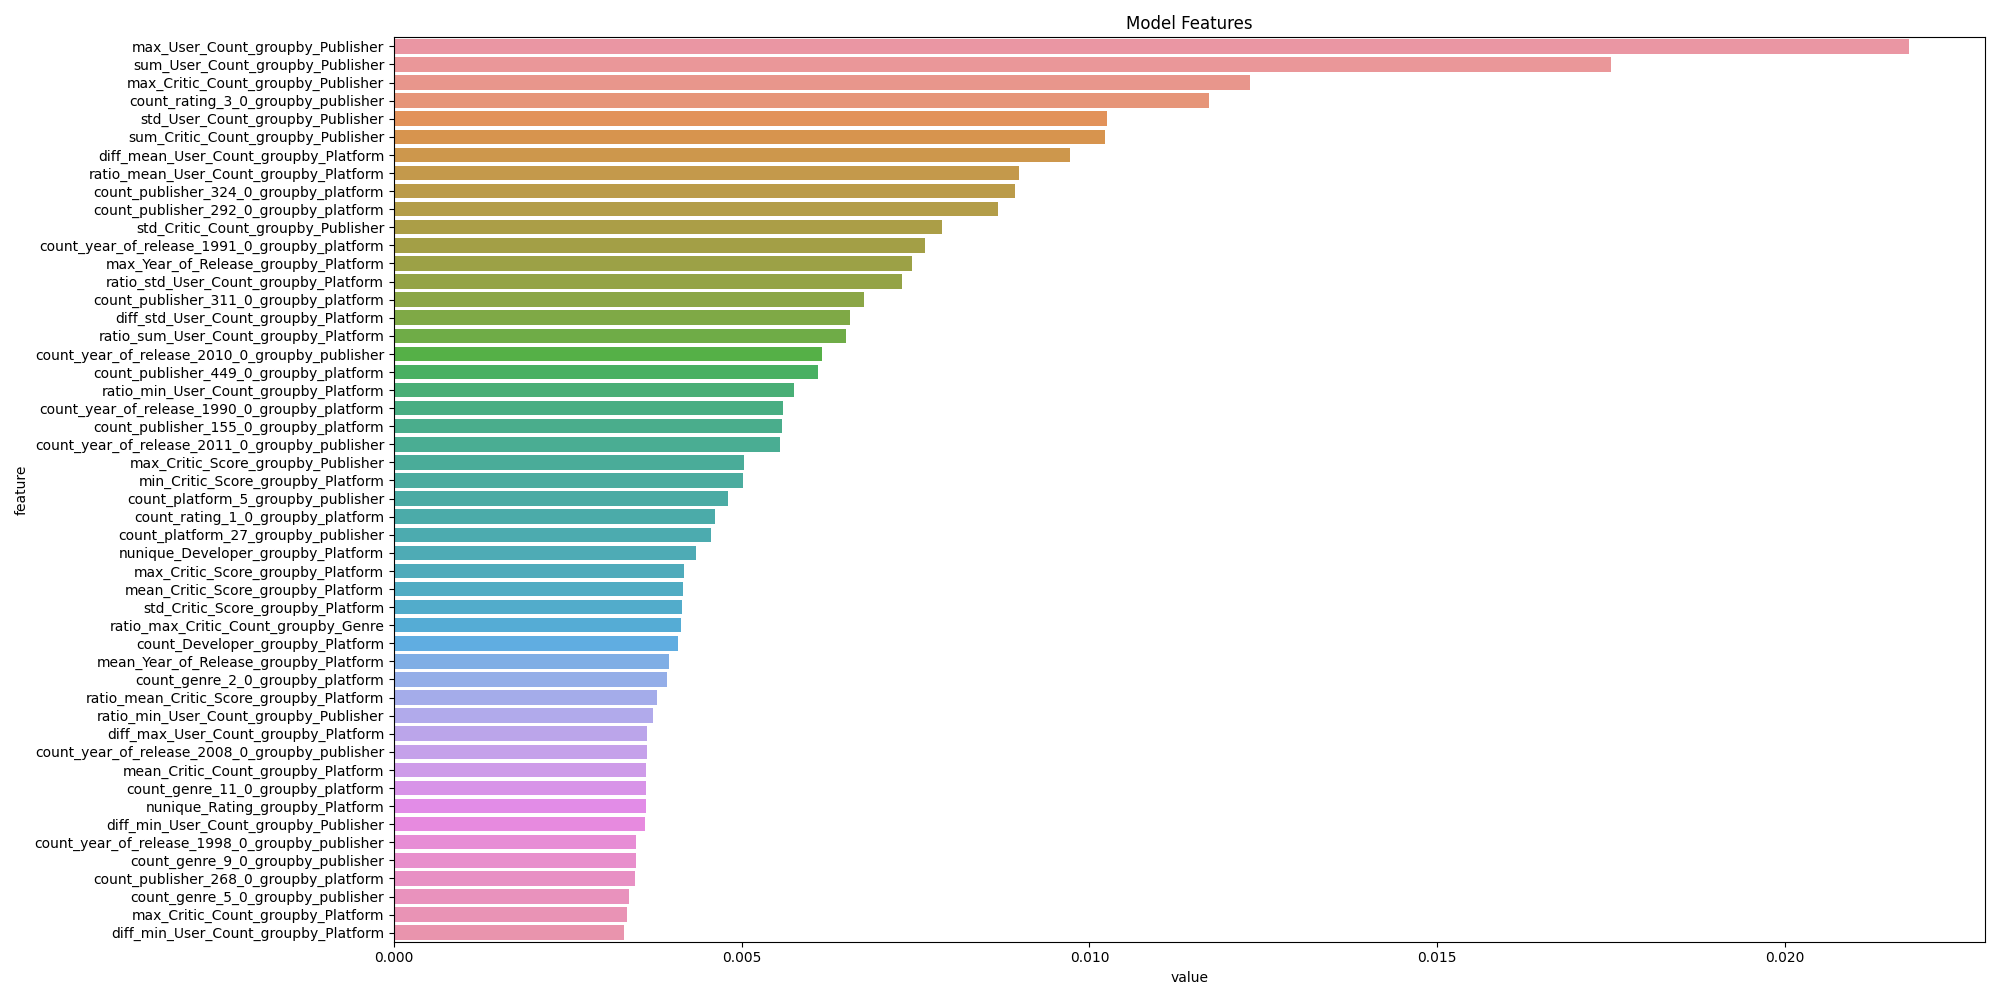 Model Features
max_User_Count_groupby_Publisher
sum_User_Count_groupby_Publisher
max_Critic_Count_groupby_Publisher
count_rating_3_0_groupby_publisher
std_User_Count_groupby_Publisher
sum_Critic_Count_groupby_Publisher
diff_mean_User_Count_groupby_Platform
ratio_mean_User_Count_groupby_Platform
count_publisher_324_0_groupby_platform
count_publisher_292_0_groupby_platform
std_Critic_Count_groupby_Publisher
count_year_of_release_1991_0_groupby_platform
max_Year_of_Release_groupby_Platform
ratio_std_User_Count_groupby_Platform
count_publisher_311_0_groupby_platform
diff_std_User_Count_groupby_Platform
ratio_sum_User_Count_groupby_Platform
count_year_of_release_2010_0_groupby_publisher
count_publisher_449_0_groupby_platform
ratio_min_User_Count_groupby_Platform
count_year_of_release_1990_0_groupby_platform
count_publisher_155_0_groupby_platform
count_year_of_release_2011_0_groupby_publisher
max_Critic_Score_groupby_Publisher
min_Critic_Score_groupby_Platform
count_platform_5_groupby_publisher
count_rating_1_0_groupby_platform
count_platform_27_groupby_publisher
nunique_Developer_groupby_Platform
max_Critic_Score_groupby_Platform
mean_Critic_Score_groupby_Platform
std_Critic_Score_groupby_Platform
ratio_max_Critic_Count_groupby_Genre
count_Developer_groupby_Platform
mean_Year_of_Release_groupby_Platform
count_genre_2_0_groupby_platform
ratio_mean_Critic_Score_groupby_Platform
ratio_min_User_Count_groupby_Publisher
diff_max_User_Count_groupby_Platform
count_year_of_release_2008_0_groupby_publisher
mean_Critic_Count_groupby_Platform
count_genre_11_0_groupby_platform
nunique_Rating_groupby_Platform
diff_min_User_Count_groupby_Publisher
count_year_of_release_1998_0_groupby_publisher
count_genre_9_0_groupby_publisher
count_publisher_268_0_groupby_platform
count_genre_5_0_groupby_publisher
max_Critic_Count_groupby_Platform
diff_min_User_Count_groupby_Platform
feature
0.000
0.005
0.010
0.015
0.020
value